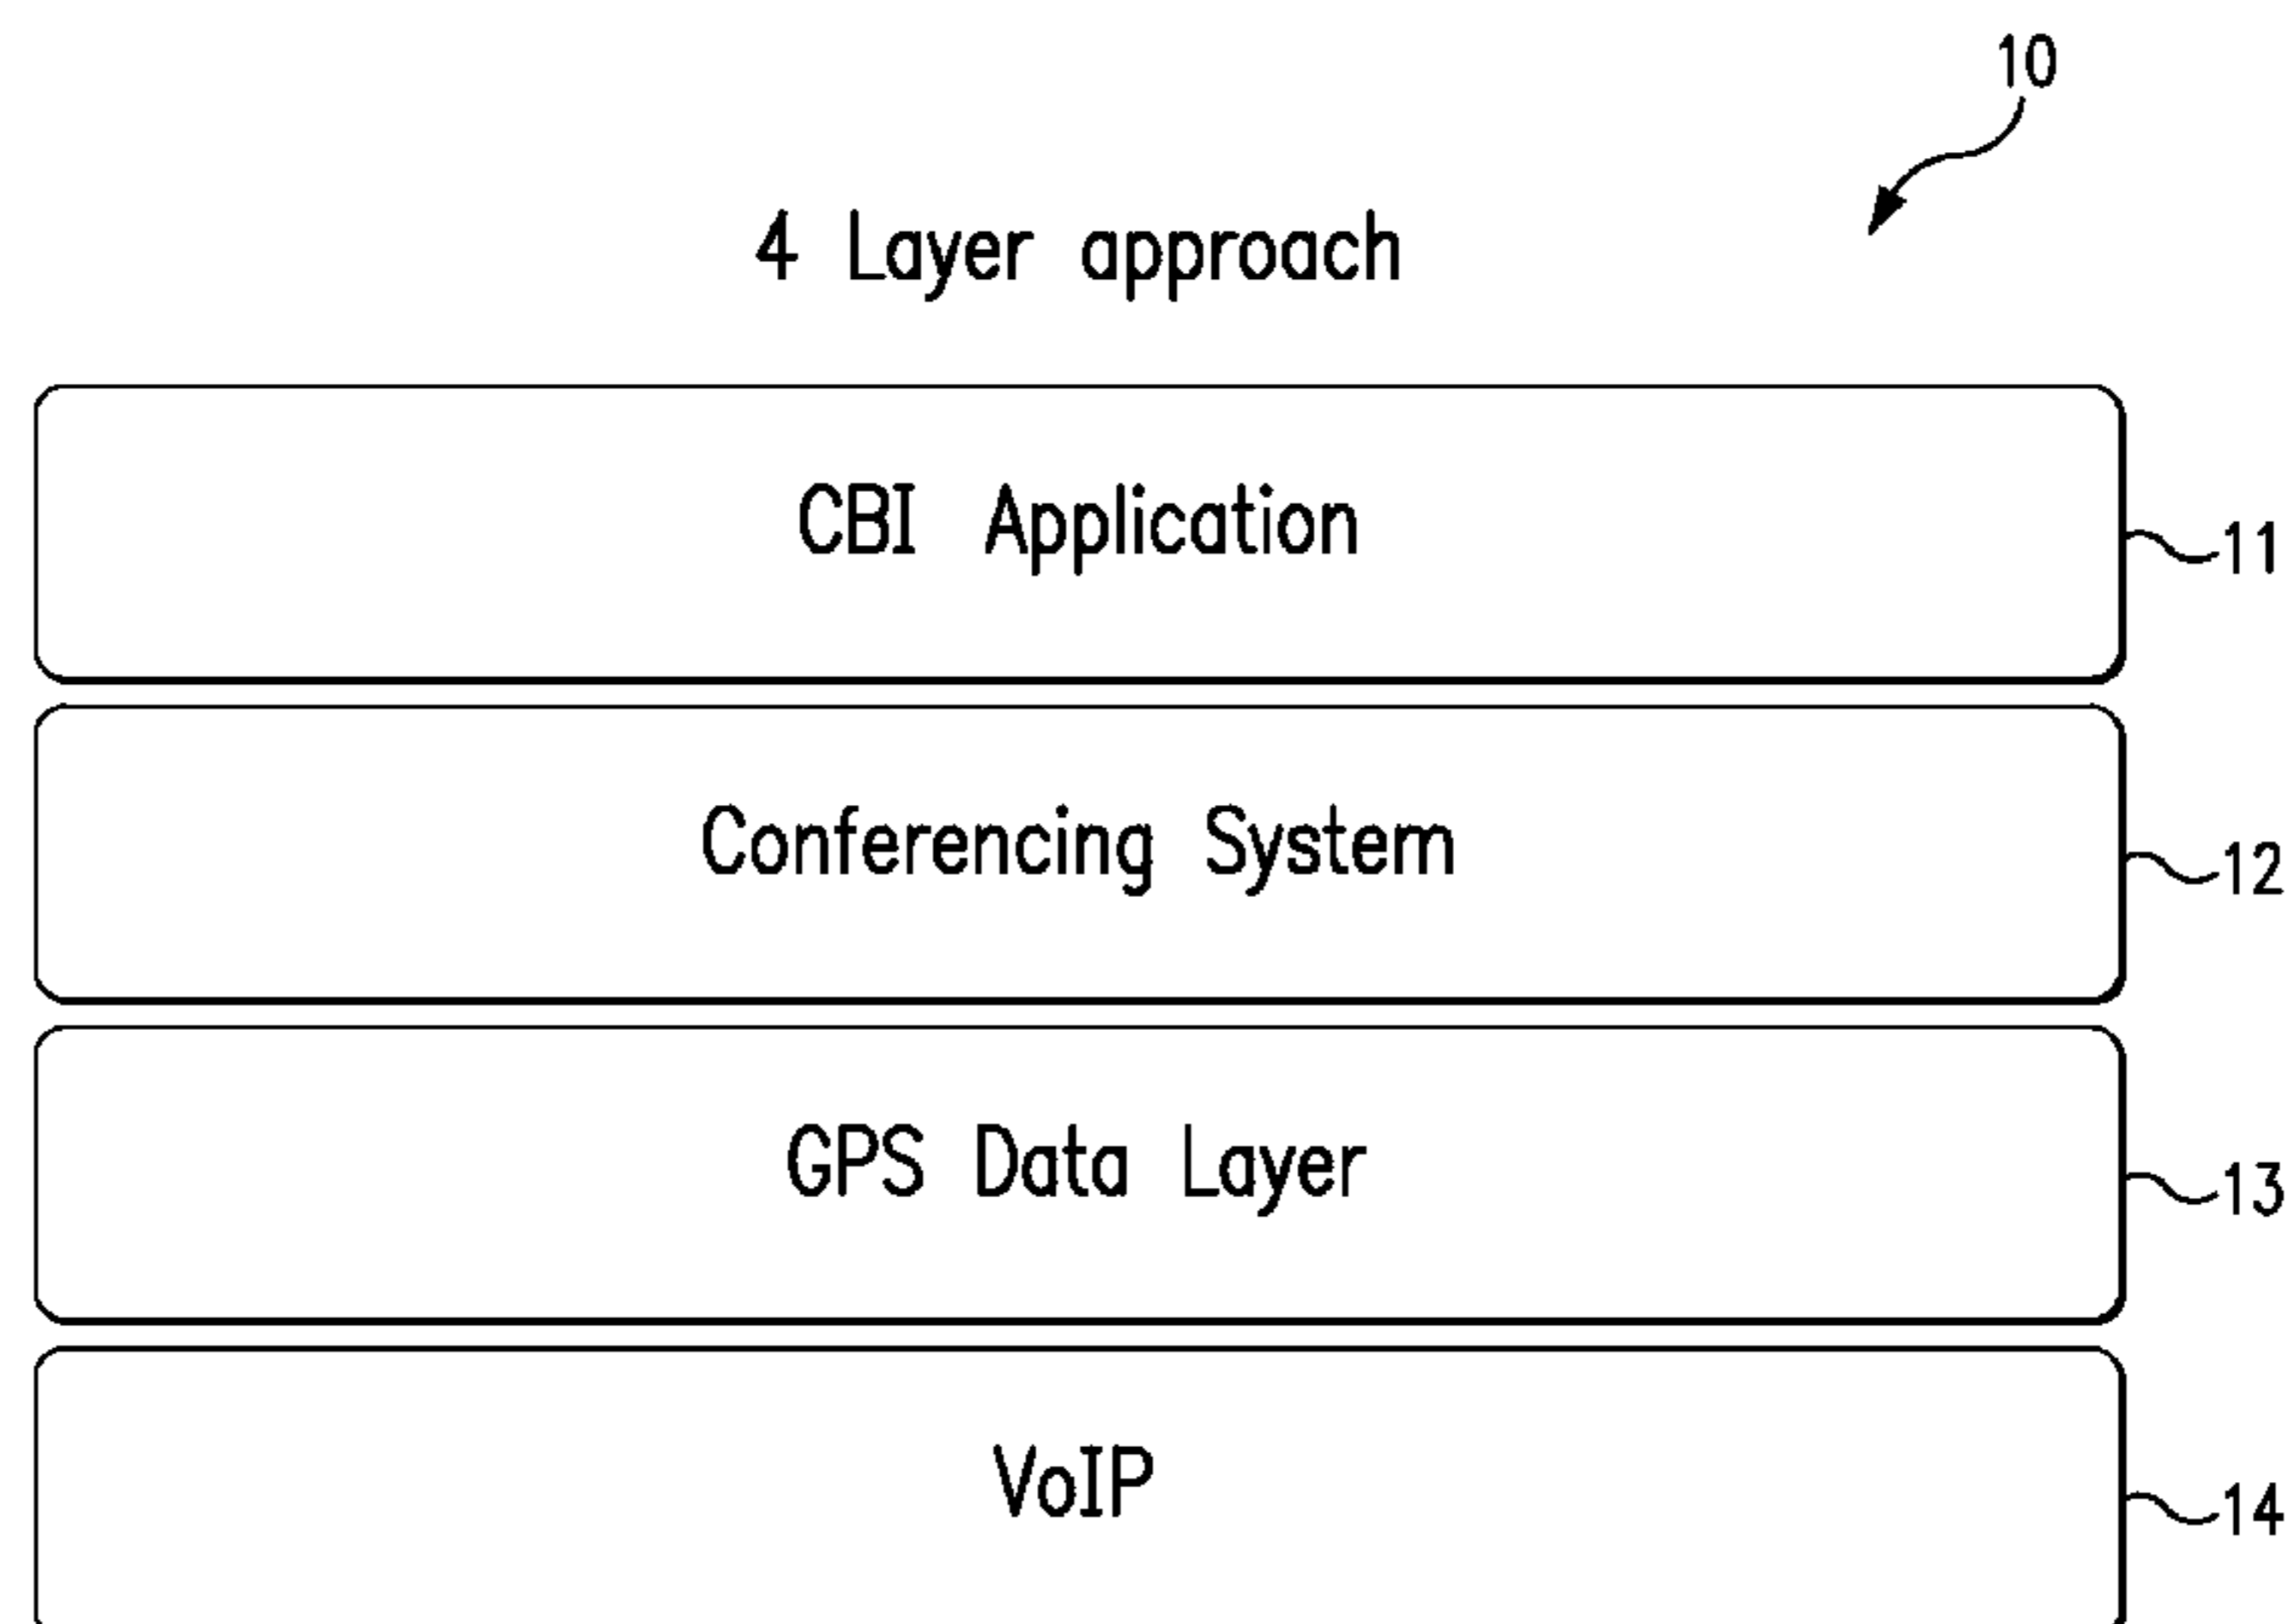 10
4 Layer approach
CBI Application
11
Conferencing System
12
GPS Data Layer
13
VoIP
14